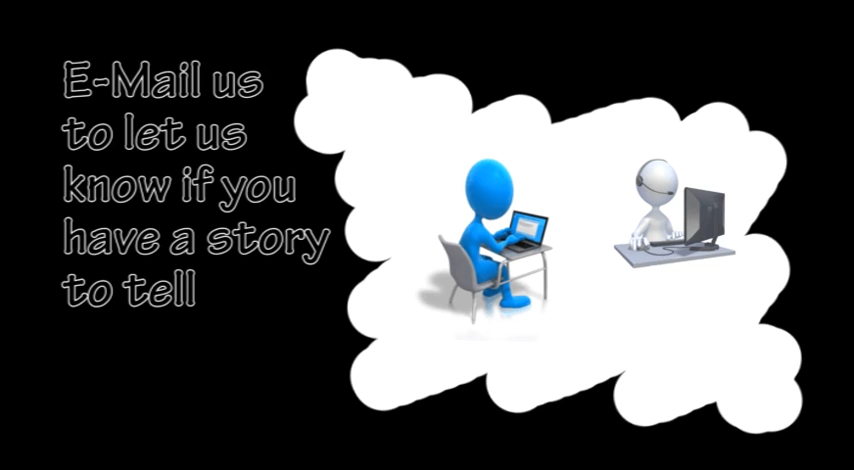 E-Mail us
to let us
know if you
have a story
to tell